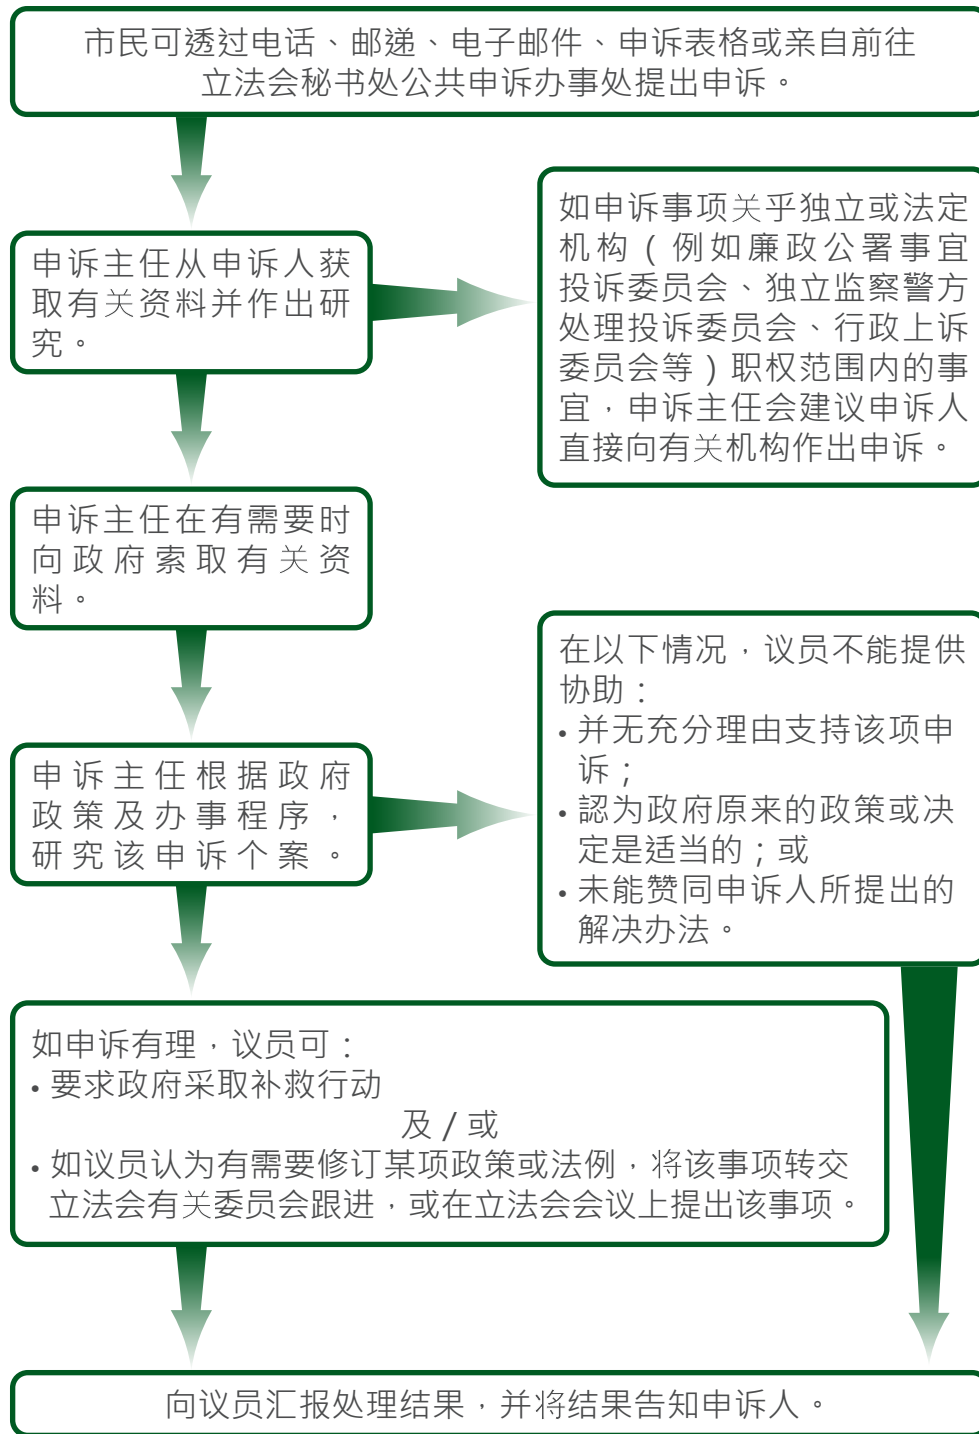 市民可透过电话、邮递、电子邮件、申诉表格或亲自前往
立法会秘书处公共申诉办事处提出申诉。
申诉主任从申诉人获
取有关资料并作出研
究。
如申诉事项关乎独立或法定
机构(例如廉政公署事宜
投诉委员会、独立监察警方
处理投诉委员会、行政上诉
委员会等)职权范围内的事
宜，申诉主任会建议申诉人
直接向有关机构作出申诉。
申诉主任在有需要时
向政府索取有关资
料。
申诉主任根据政府
政策及办事程序，
研究该申诉个案。
在以下情况，议员不能提供
协助：
• 并无充分理由支持该项申
诉；
• 認为政府原来的政策或决
定是适当的；或
• 未能赞同申诉人所提出的
解决办法。
如申诉有理，议员可：
• 要求政府采取补救行动
及 / 或
• 如议员认为有需要修订某项政策或法例，将该事项转交
立法会有关委员会跟进，或在立法会会议上提出该事项。
向议员汇报处理结果，并将结果告知申诉人。